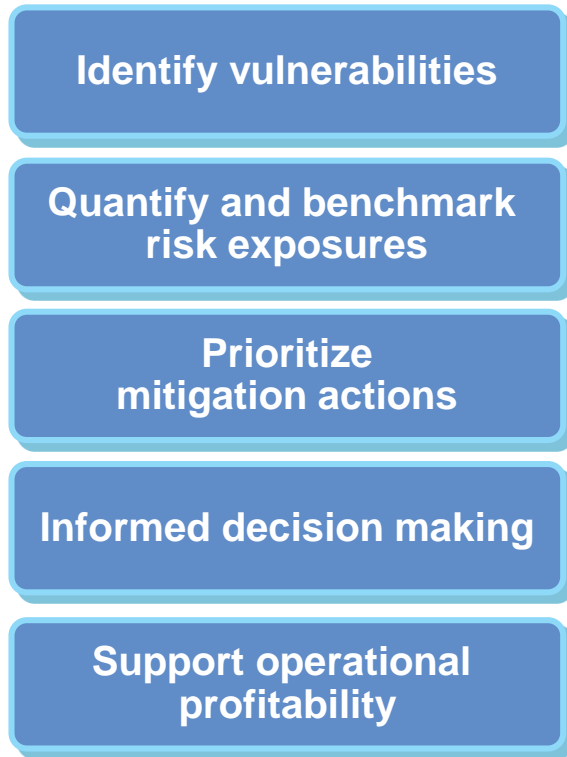 Identify vulnerabilities
Quantify and benchmark
risk exposures
Prioritize
mitigation actions
Informed decision making
Support operational
profitability